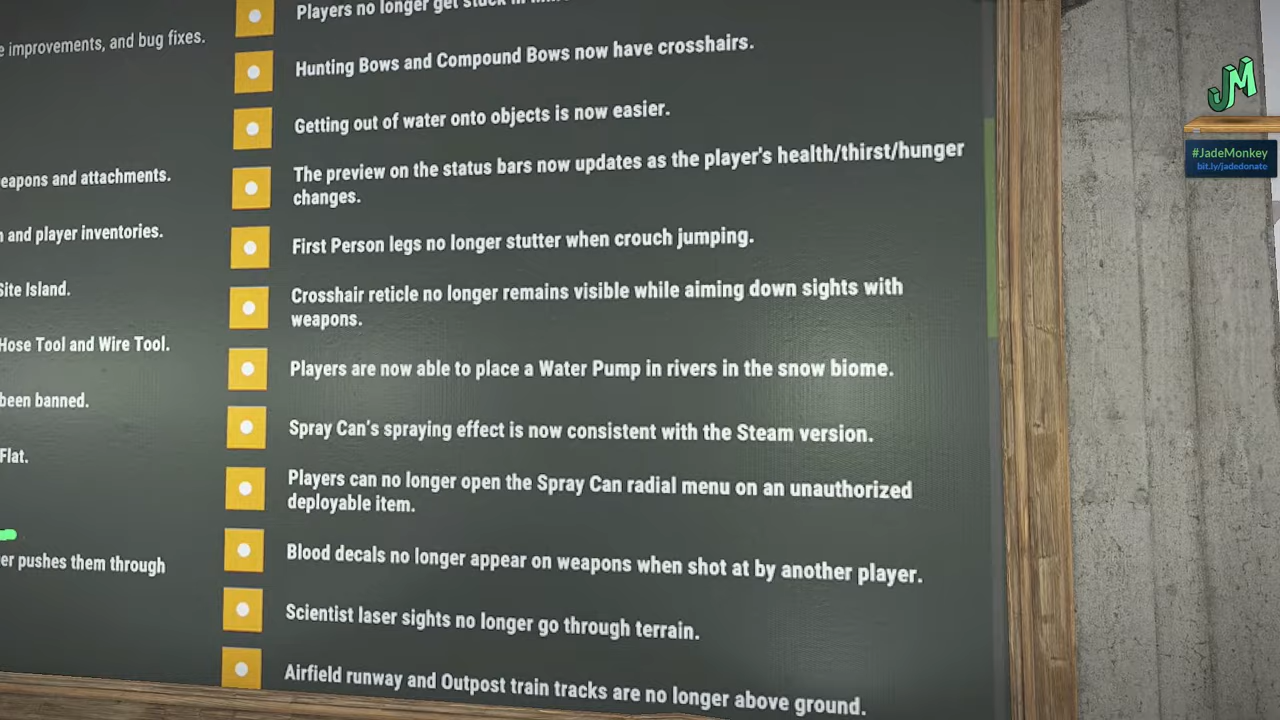 e improvements, and bug fixes.
eapons and attachments.
n and player inventories.
Site Island.
Hose Tool and Wire Tool.
been banned.
Flat.
er pushes them through
Players no longer get stuck in
Hunting Bows and Compound Bows now have crosshairs.
Getting out of water onto objects is now easier.
The preview on the status bars now updates as the player's health/thirst/hunger
changes.
First Person legs no longer stutter when crouch jumping.
Crosshair reticle no longer remains visible while aiming down sights with
weapons.
Players are now able to place a Water Pump in rivers in the snow biome.
Spray Can's spraying effect is now consistent with the Steam version.
Players can no longer open the Spray Can radial menu on an unauthorized
deployable item.
Blood decals no longer appear on weapons when shot at by another player.
Scientist laser sights no longer go through terrain.
Airfield runway and Outpost train tracks are no longer above ground.
JM
#JadeMonkey
bit.ly/jadedonate